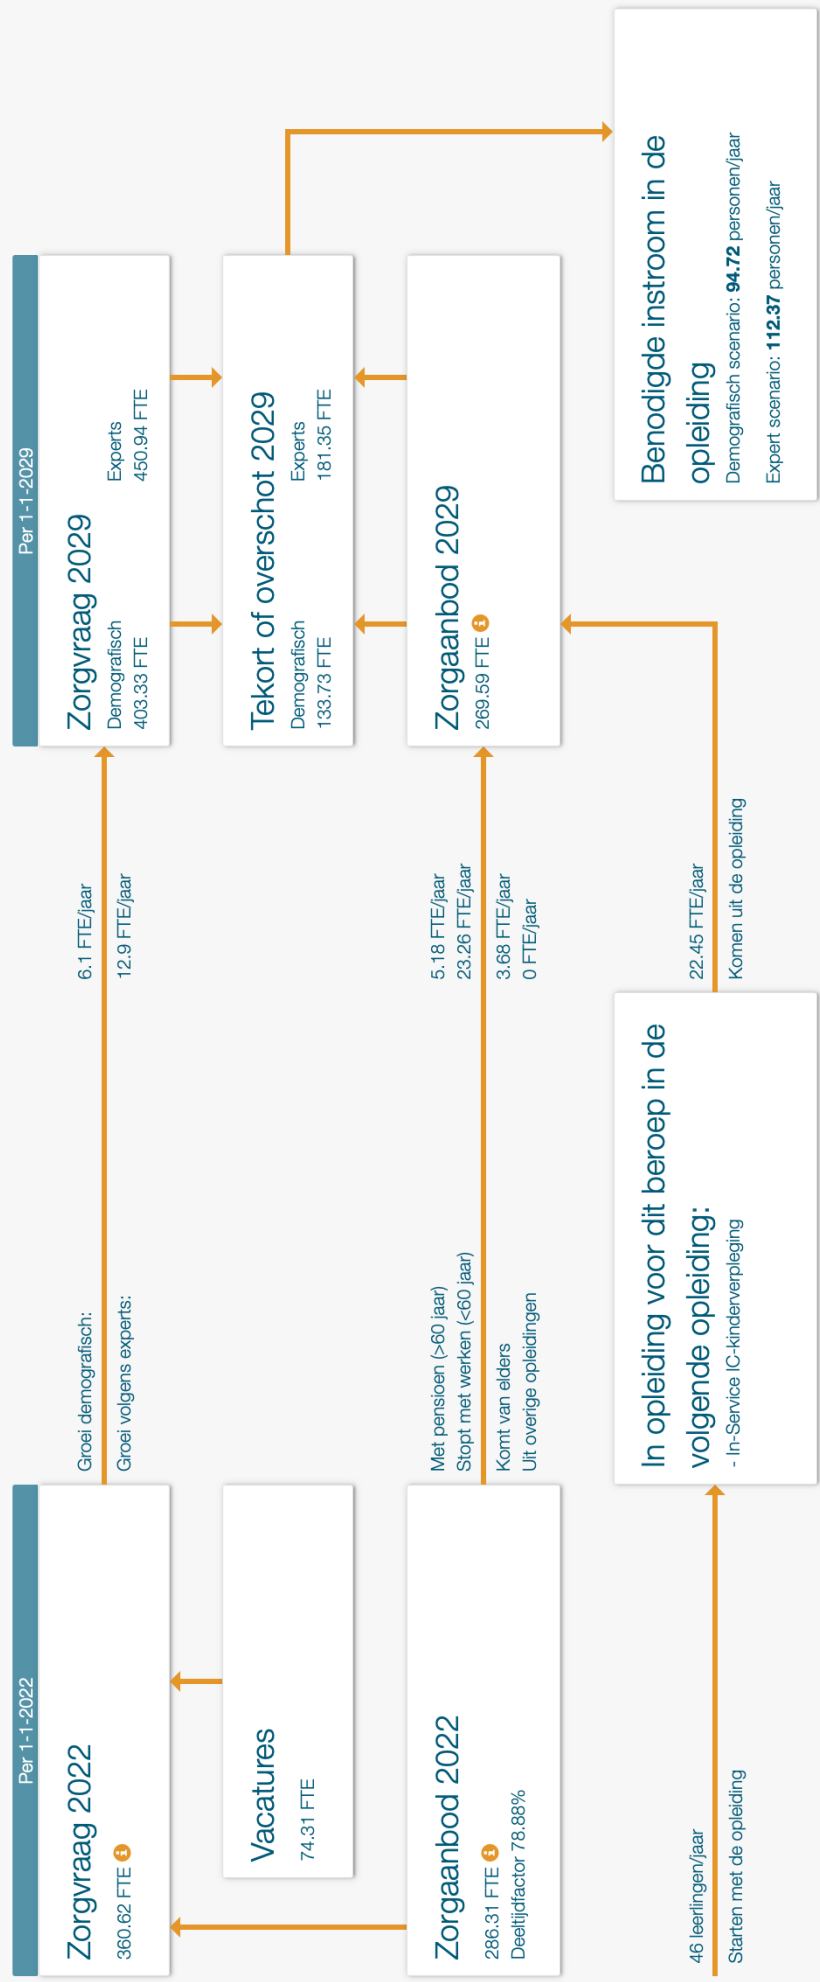 Per 1-1-2022
Per 1-1-2029
Zorgvraag 2022
360.62 FTE
Groei demografisch:
6.1 FTE/jaar
Groei volgens experts:
12.9 FTE/jaar
Zorgvraag 2029
Demografisch
Experts
403.33 FTE
450.94 FTE
Vacatures
74.31 FTE
Tekort of overschot 2029
Demografisch
Experts
133.73 FTE
181.35 FTE
Zorgaanbod 2022
286.31 FTE
Deeltijdfactor 78.88%
Met pensioen (>60 jaar)
5.18 FTE/jaar
Stopt met werken (<60 jaar)
23.26 FTE/jaar
Komt van elders
3.68 FTE/jaar
Uit overige opleidingen
0 FTE/jaar
Zorgaanbod 2029
269.59 FTE
46 leerlingen/jaar
Starten met de opleiding
In opleiding voor dit beroep in de
volgende opleiding:
- In-Service IC-kinderverpleging
22.45 FTE/jaar
Komen uit de opleiding
Benodigde instroom in de
opleiding
Demografisch scenario: 94.72 personen/jaar
Expert scenario: 112.37 personen/jaar